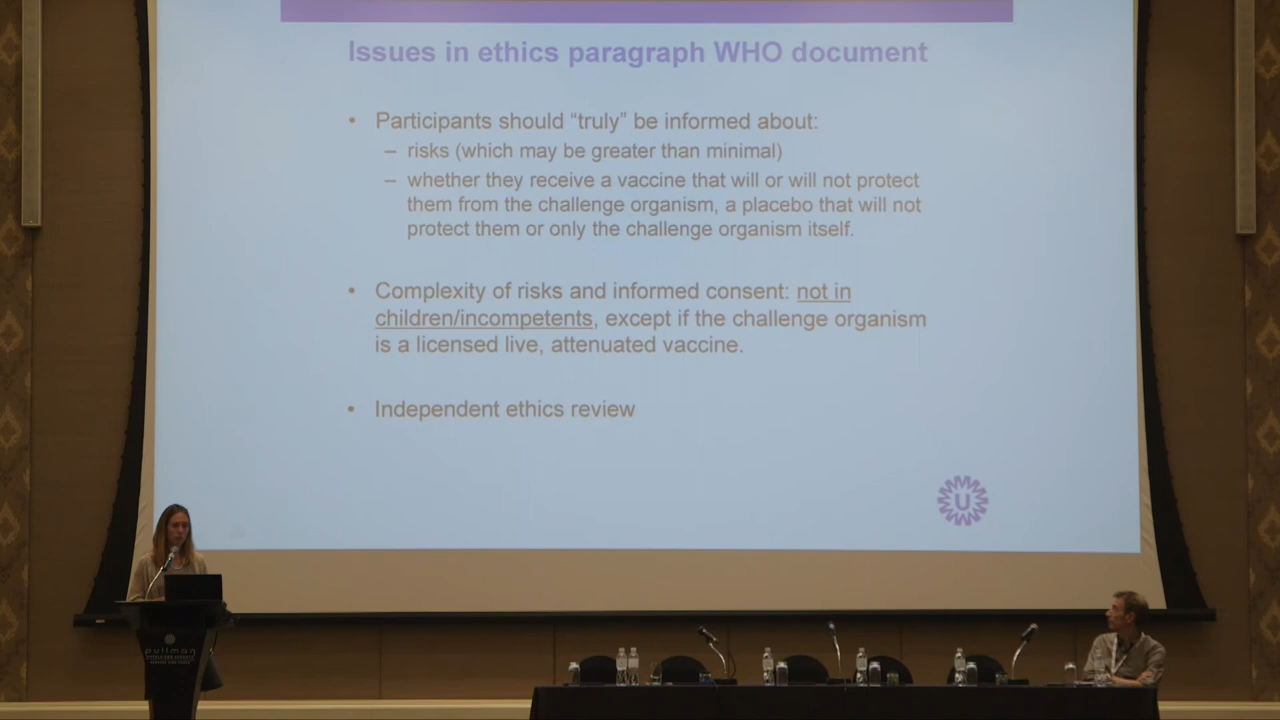 Issues in ethics paragraph WHO document
• Participants should “truly” be informed about:
– risks (which may be greater than minimal)
– whether they receive a vaccine that will or will not protect
them from the challenge organism, a placebo that will not
protect them or only the challenge organism itself.
• Complexity of risks and informed consent: not in
children/incompetents, except if the challenge organism
is a licensed live, attenuated vaccine.
• Independent ethics review
U
pullman